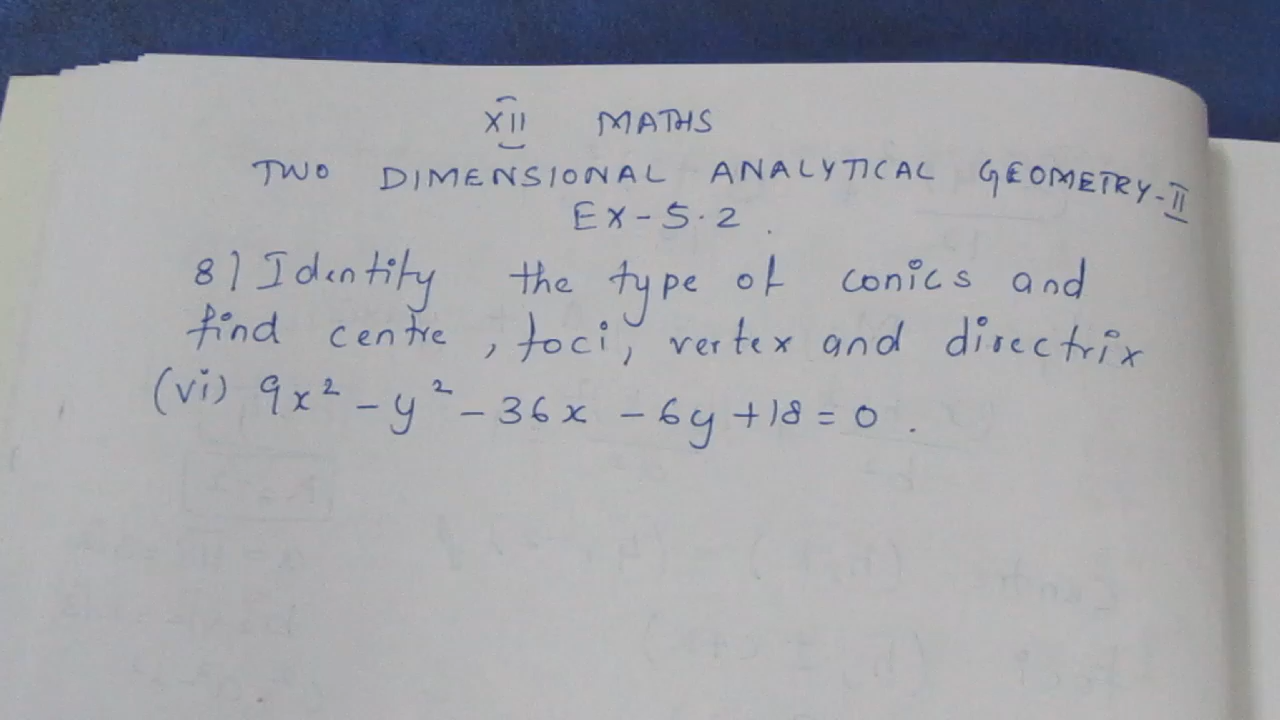 XII MATHS
TWO DIMENSIONAL ANALYTICAL GEOMETRY-II
EX-5.2.
8) Identify the type of conics and
find centre, foci, vertex and directrix
(vi) 9x² - y² - 36x - 6y + 18 = 0.